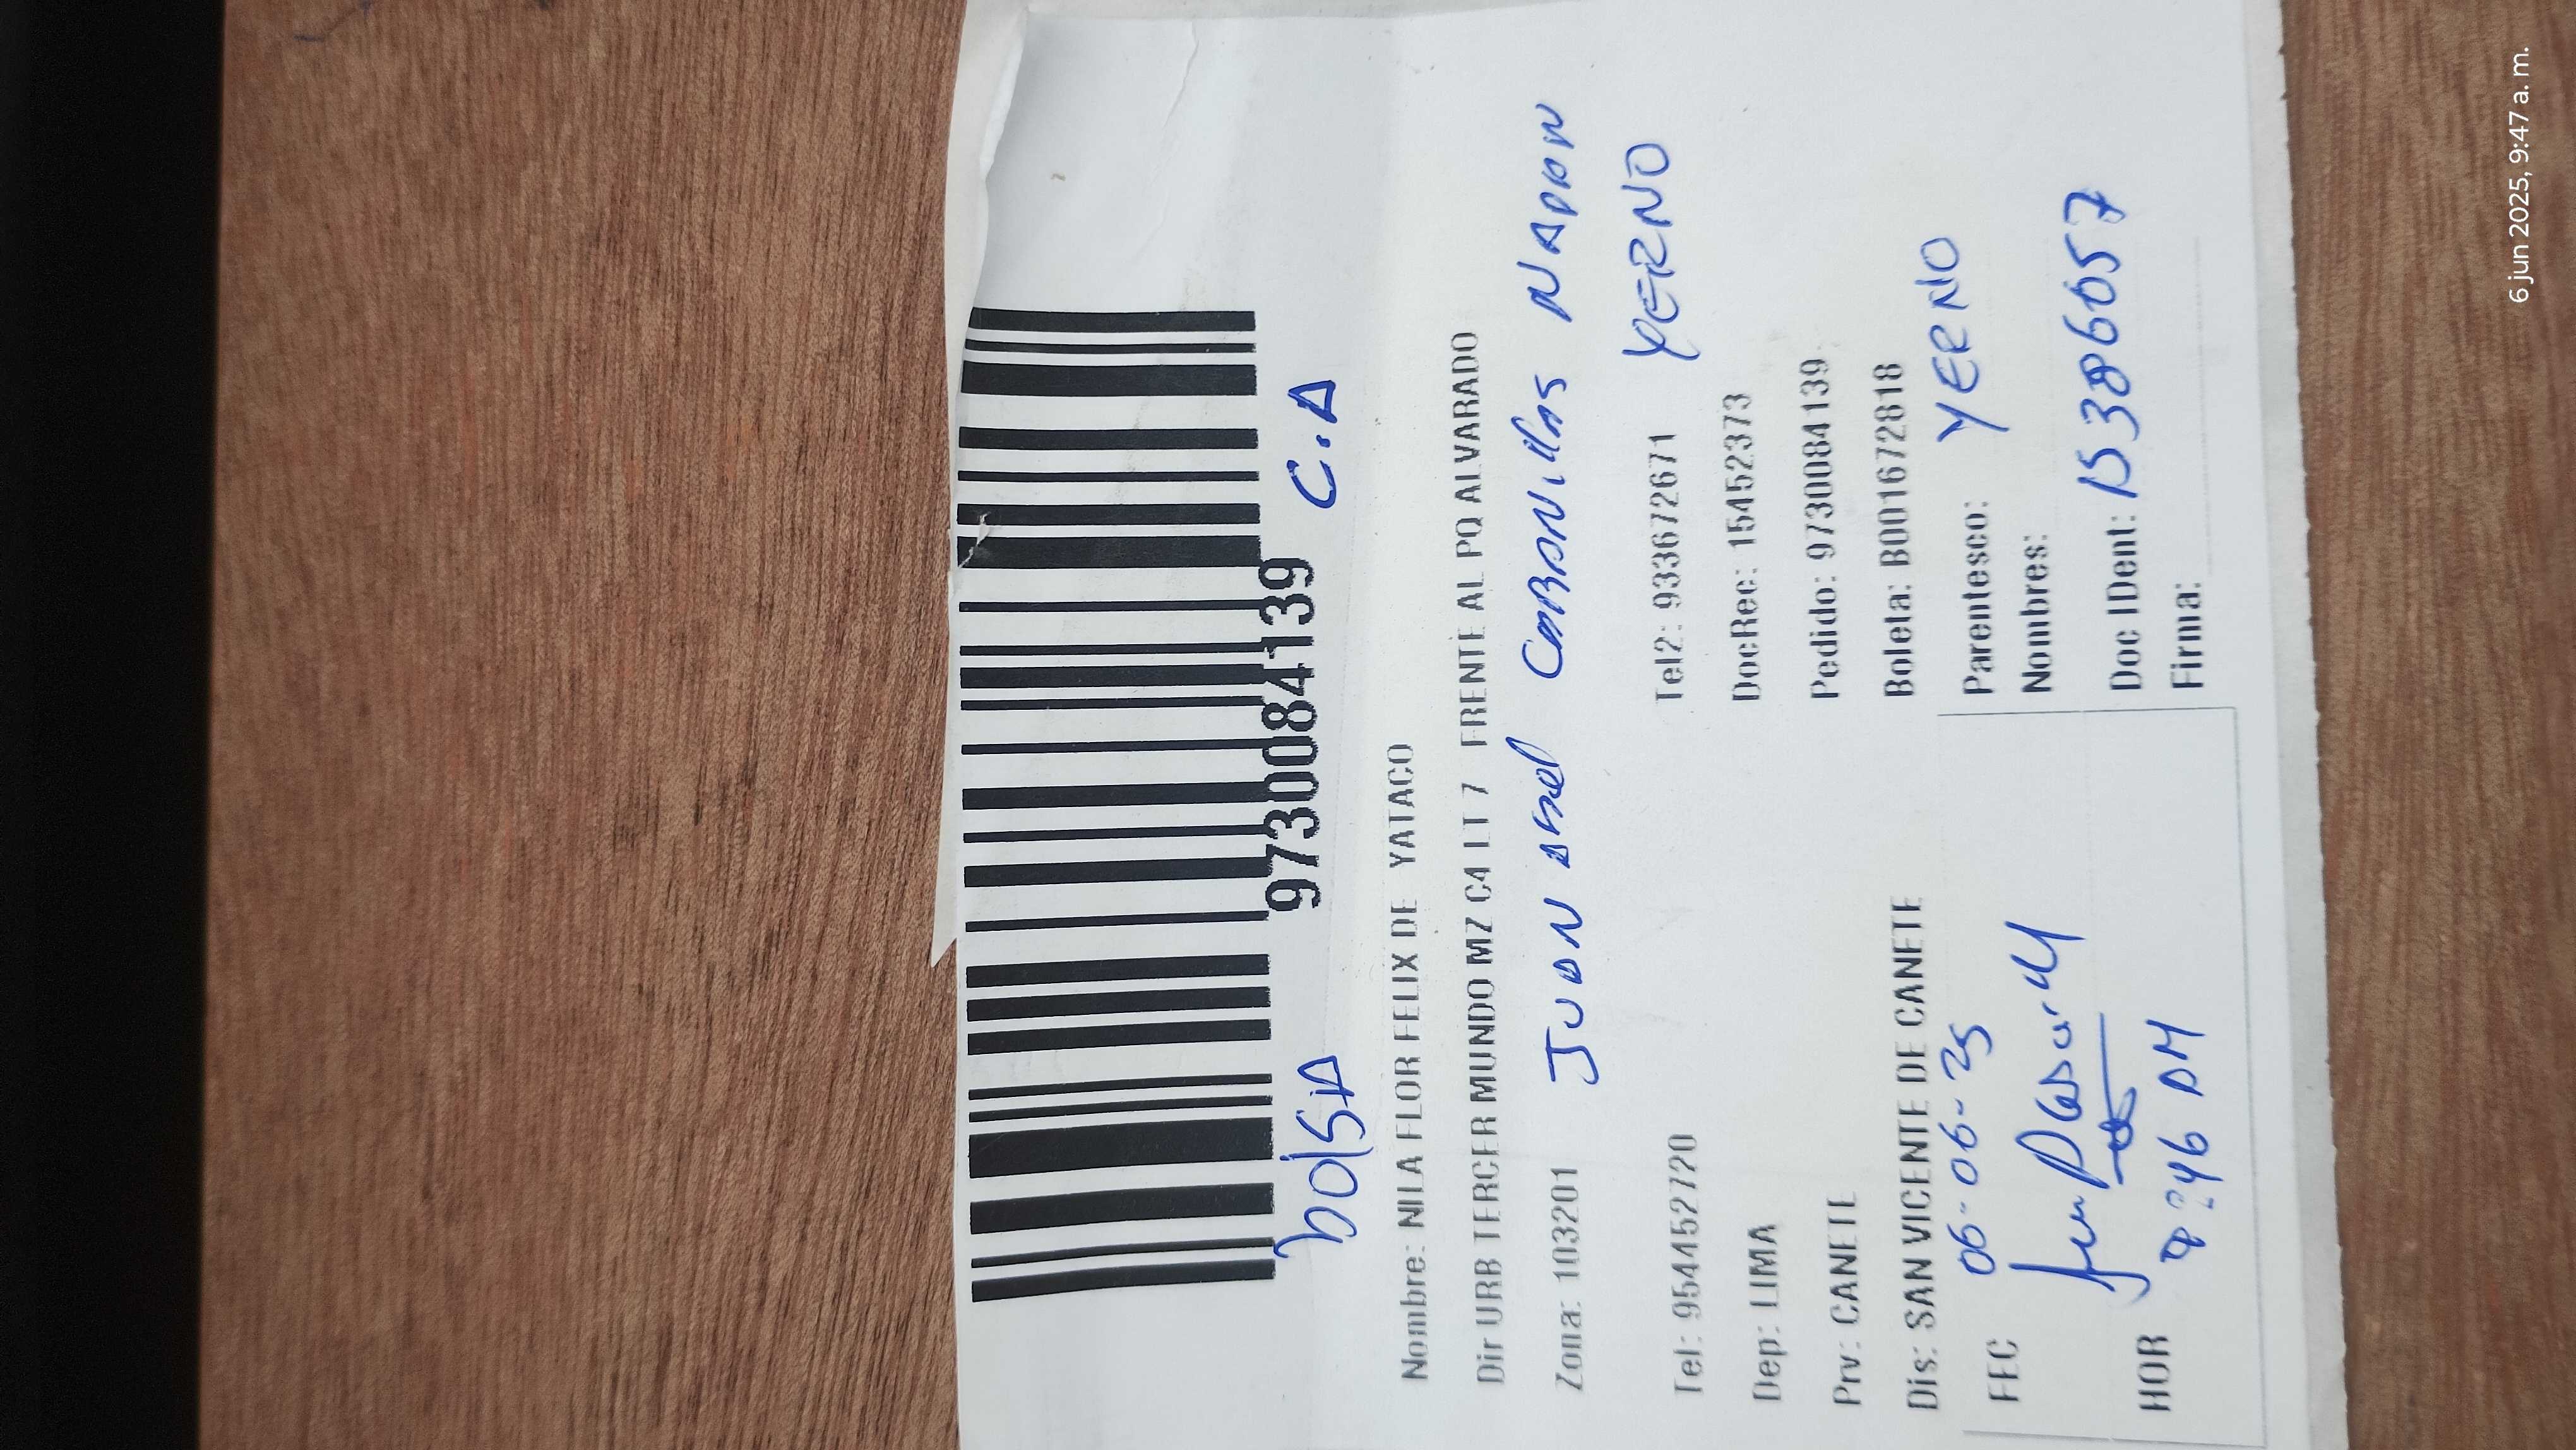 9730084139
bolsa C.A
Nombre: NILA FLOR FELIX DE YATACO
Dir URB TERCER MUNDO MZ C4 LT 7 FRENTE AL PQ ALVARADO
Zona: 103201 JUAN
YERNO
Tel: 954452720 Tel2: 933672671
Dep: LIMA DocRec: 15452373
Prv: CANETE Pedido: 9730084139
Dis: SAN VICENTE DE CANETE Boleta: B001672818
FEC 06-06-25 Parentesco: YERNO
Nombres:
HOR 9:46 AM Doc IDent: 15386057
Firma:
6 jun 2025, 9:47 a. m.